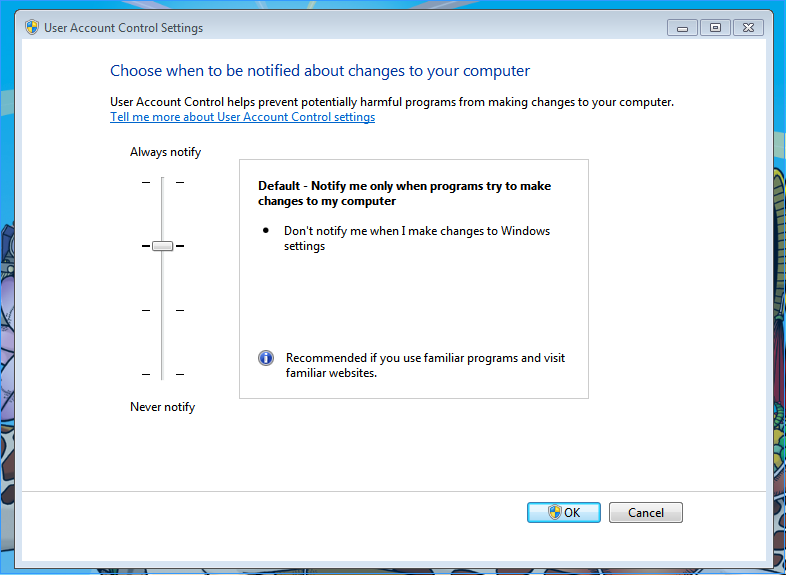 User Account Control Settings
Choose when to be notified about changes to your computer
User Account Control helps prevent potentially harmful programs from making changes to your computer.
Tell me more about User Account Control settings
Always notify
Default - Notify me only when programs try to make
changes to my computer
• Don't notify me when I make changes to Windows
settings
Recommended if you use familiar programs and visit
familiar websites.
Never notify
OK
Cancel